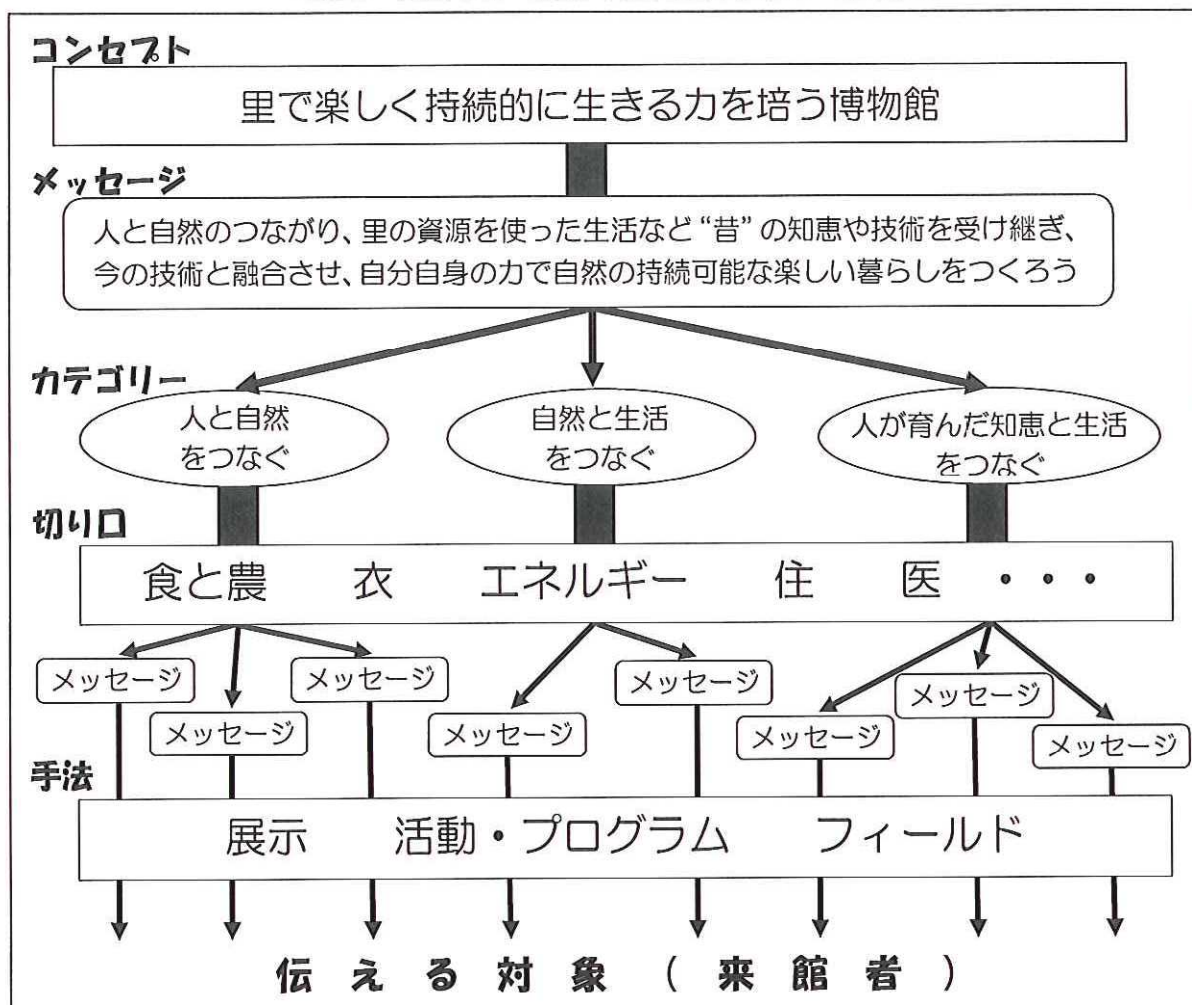 コンセプト
里で楽しく持続的に生きる力を培う博物館
メッセージ
人と自然のつながり、里の資源を使った生活など“昔”の知恵や技術を受け継ぎ、
今の技術と融合させ、自分自身の力で自然の持続可能な楽しい暮らしをつくろう
カテゴリー
人と自然
をつなぐ
自然と生活
をつなぐ
人が育んだ知恵と生活
をつなぐ
切り口
食と農 衣 エネルギー 住 医 ・・・
メッセージ
メッセージ
メッセージ
メッセージ
メッセージ
メッセージ
メッセージ
メッセージ
手法
展示 活動・プログラム フィールド
伝える対象(来館者)